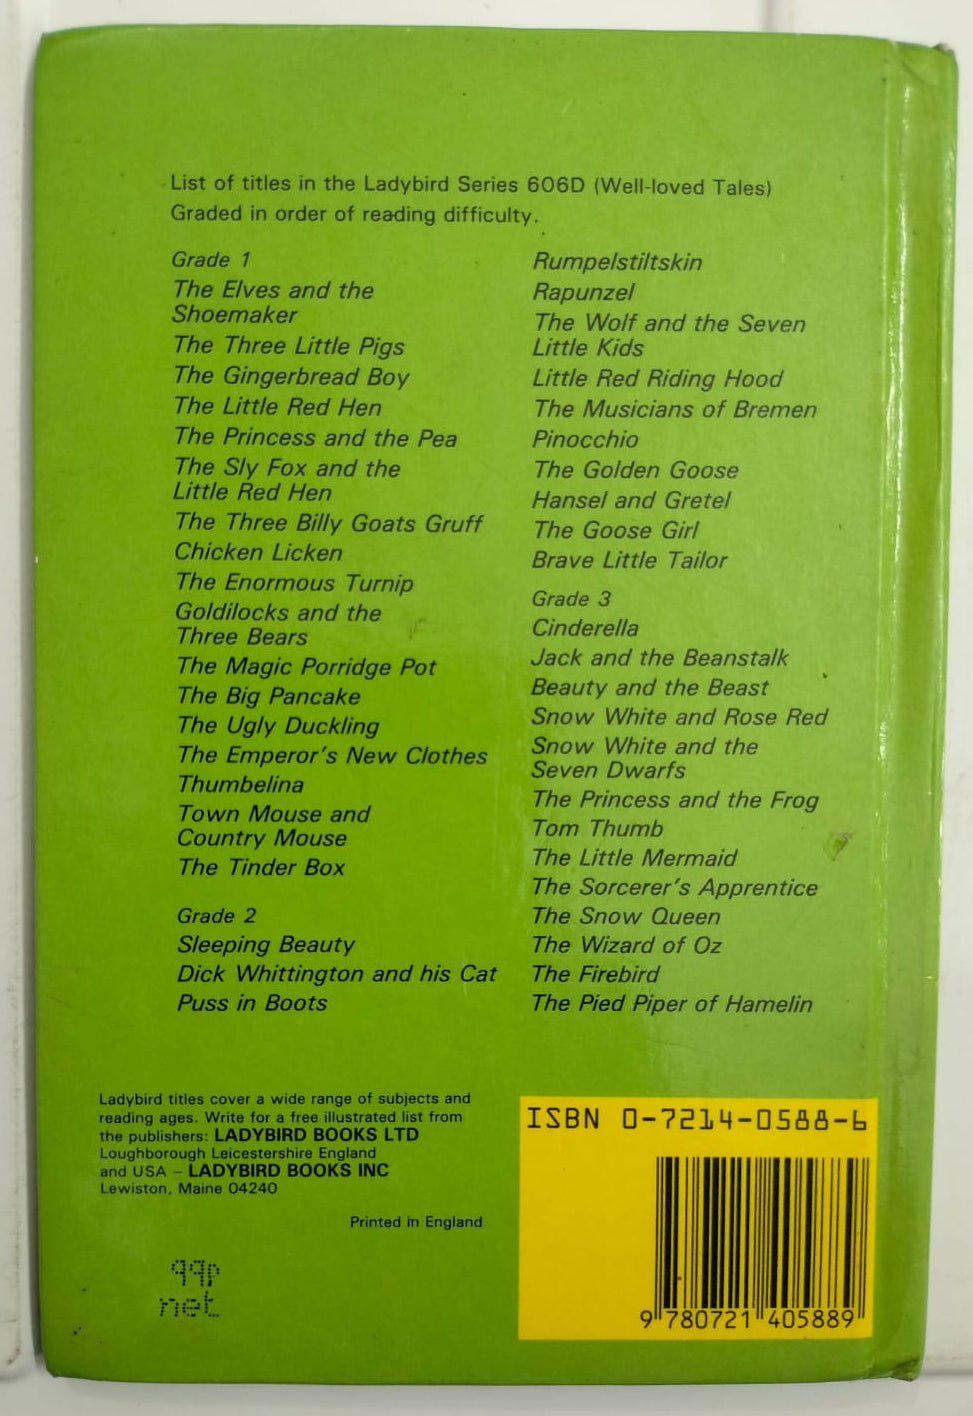 List of titles in the Ladybird Series 606D (Well-loved Tales)
Graded in order of reading difficulty.
Grade 1
The Elves and the
Shoemaker
The Three Little Pigs
The Gingerbread Boy
The Little Red Hen
The Princess and the Pea
The Sly Fox and the
Little Red Hen
The Three Billy Goats Gruff
Chicken Licken
The Enormous Turnip
Goldilocks and the
Three Bears
The Magic Porridge Pot
The Big Pancake
The Ugly Duckling
The Emperor's New Clothes
Thumbelina
Town Mouse and
Country Mouse
The Tinder Box
Grade 2
Sleeping Beauty
Dick Whittington and his Cat
Puss in Boots
Rumpelstiltskin
Rapunzel
The Wolf and the Seven
Little Kids
Little Red Riding Hood
The Musicians of Bremen
Pinocchio
The Golden Goose
Hansel and Gretel
The Goose Girl
Brave Little Tailor
Grade 3
Cinderella
Jack and the Beanstalk
Beauty and the Beast
Snow White and Rose Red
Snow White and the
Seven Dwarfs
The Princess and the Frog
Tom Thumb
The Little Mermaid
The Sorcerer's Apprentice
The Snow Queen
The Wizard of Oz
The Firebird
The Pied Piper of Hamelin
Ladybird titles cover a wide range of subjects and
reading ages. Write for a free illustrated list from
the publishers: LADYBIRD BOOKS LTD
Loughborough Leicestershire England
and USA – LADYBIRD BOOKS INC
Lewiston, Maine 04240
Printed in England
net
ISBN 0-7214-0588-6
9 780721 405889